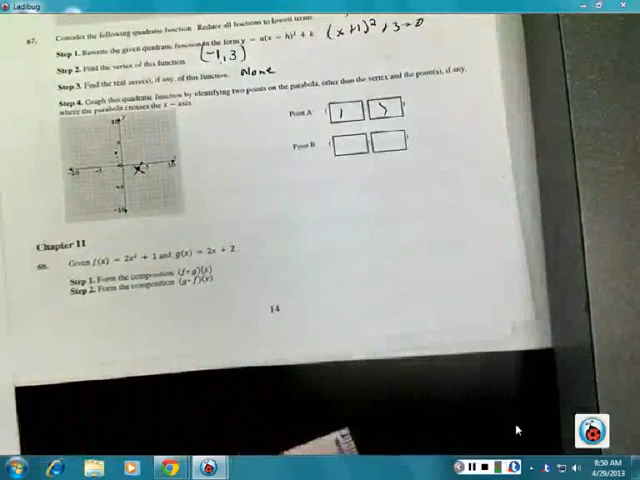 Ladibug
67. Consider the following quadratic function. Reduce all fractions to lowest terms.
Step 1. Rewrite the given quadratic function in the form y = a(x − h)² + k (x+1)² + 3 = 0
Step 2. Find the vertex of this function. (-1, 3)
Step 3. Find the real zero(s), if any, of this function. None
Step 4. Graph this quadratic function by identifying two points on the parabola, other than the vertex and the point(s), if any,
where the parabola crosses the x − axis.
Point A:
Point B:
Chapter 11
68. Given f(x) = 2x² + 1 and g(x) = 2x + 2
Step 1. Form the composition (f∘g)(x)
Step 2. Form the composition (g∘f)(x)
14
8:50 AM
4/29/2013